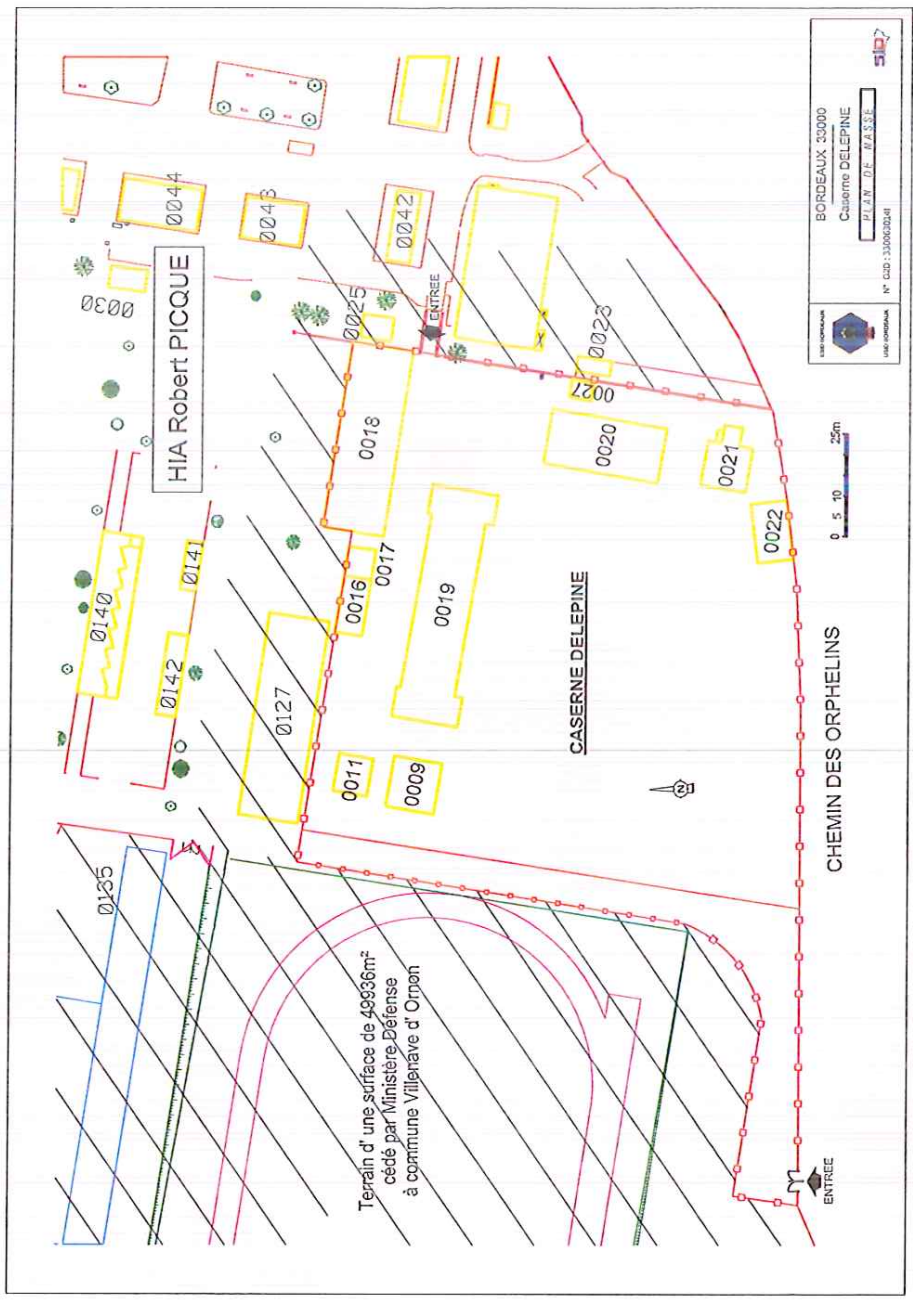 HIA Robert PICQUE
0135
0140
0142
0141
0030
0044
0043
0042
0127
0025
0018
0016
0017
0011
0009
0019
ENTREE
0023
0027
0020
0021
0022
CASERNE DELEPINE
Terrain d' une surface de 49936m²
cédé par Ministère Défense
à commune Villenave d' Ornon
N
CHEMIN DES ORPHELINS
ENTREE
0 5 10 25m
BORDEAUX 33000
Caserne DELEPINE
PLAN DE MASSE